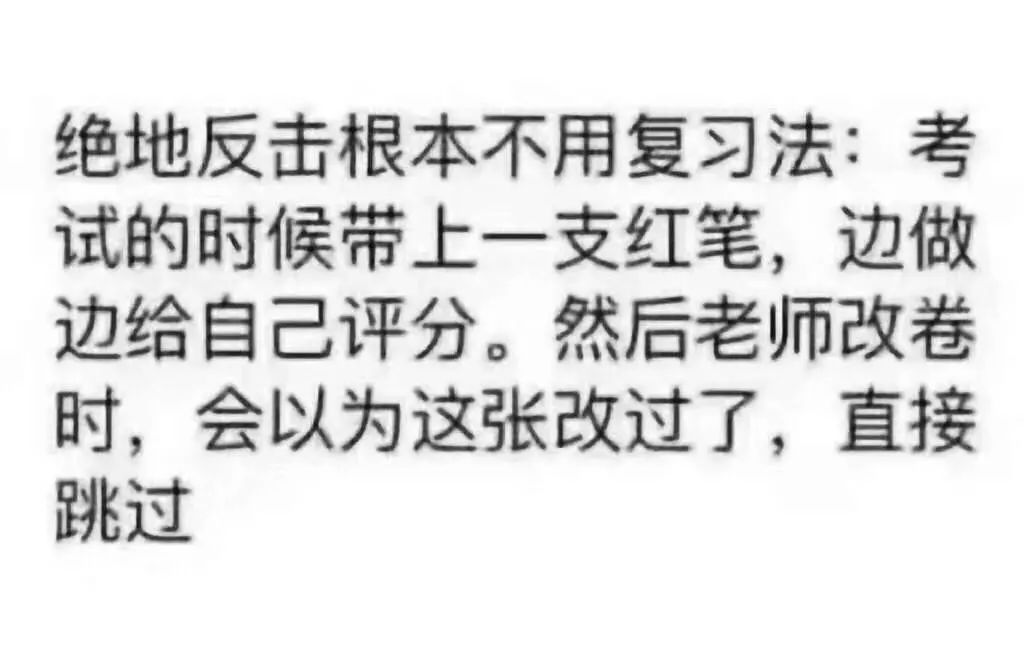 绝地反击根本不用复习法：考
试的时候带上一支红笔，边做
边给自己评分。然后老师改卷
时，会以为这张改过了，直接
跳过